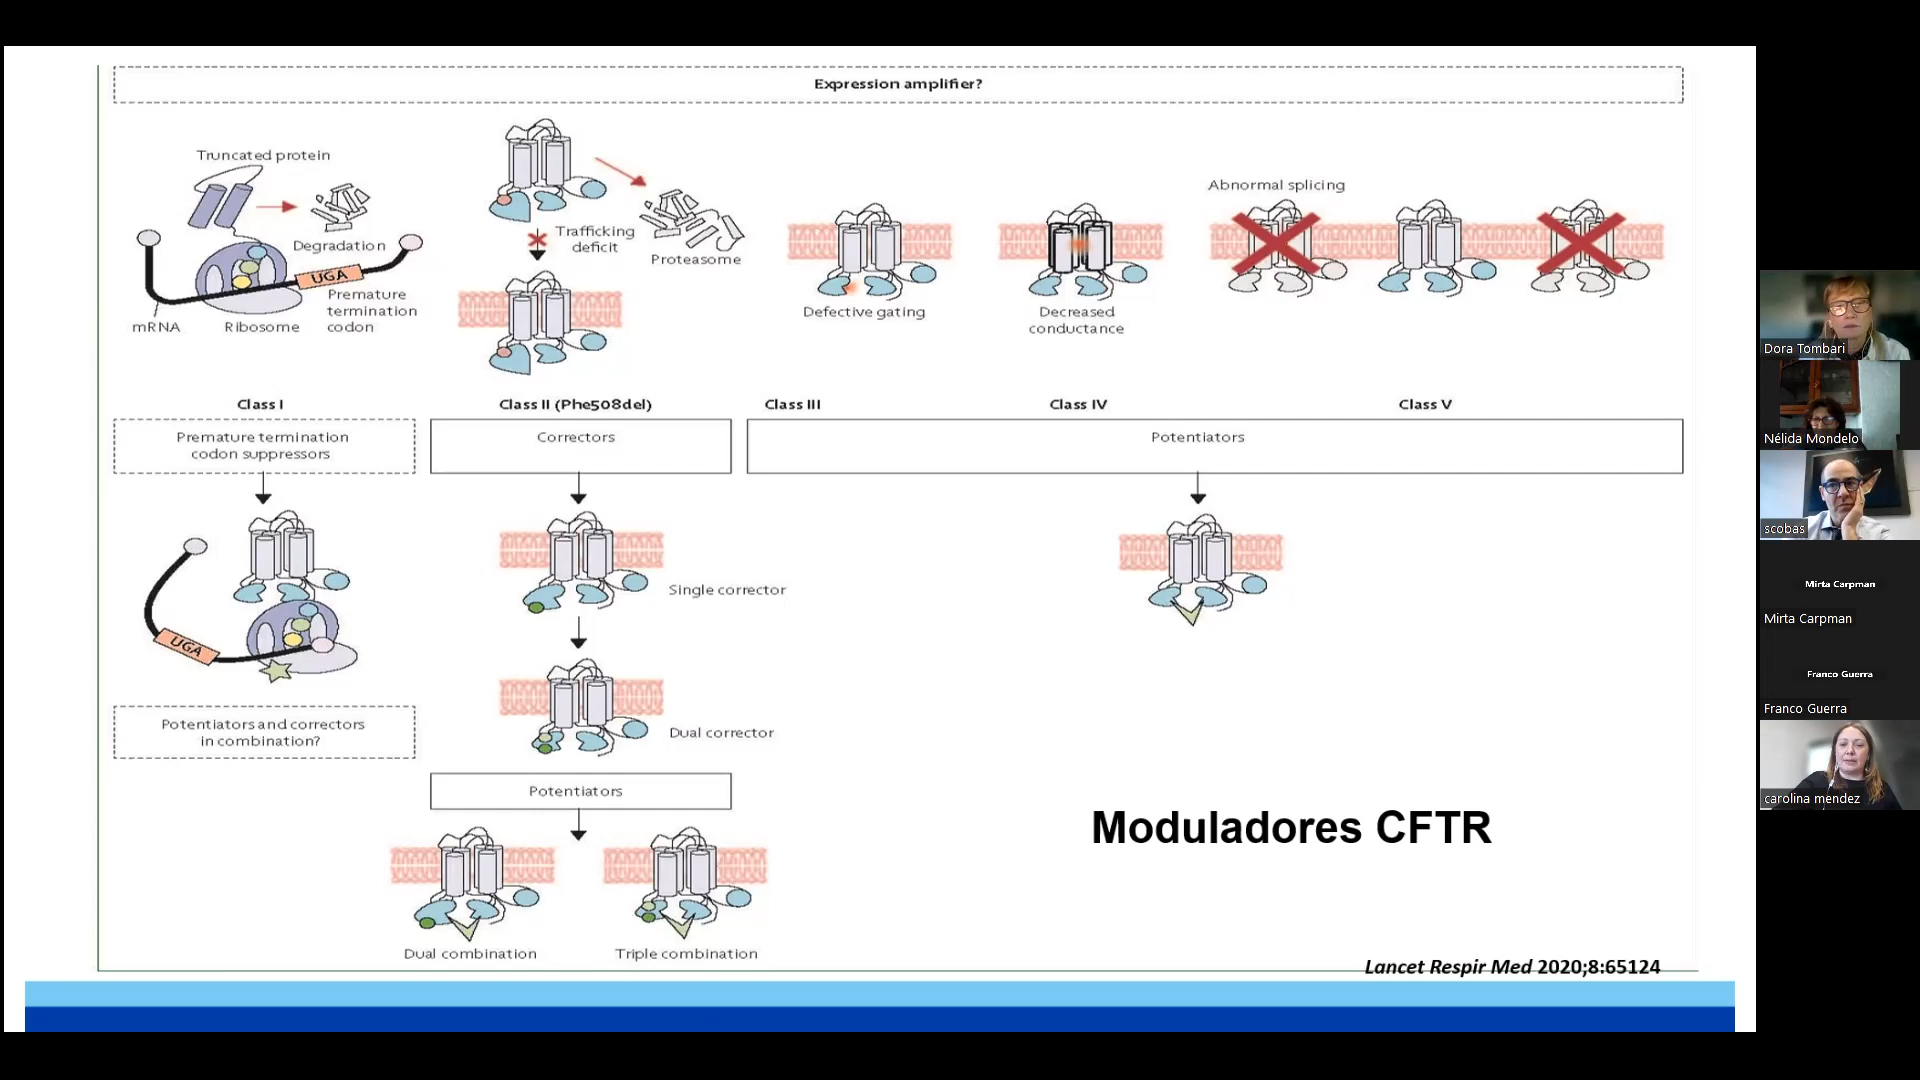 Expression amplifier?
Truncated protein
Degradation
UGA
Premature
termination
codon
mRNA
Ribosome
Trafficking
deficit
Proteasome
Defective gating
Decreased
conductance
Abnormal splicing
Class I
Class II (Phe508del)
Class III
Class IV
Class V
Premature termination
codon suppressors
Correctors
Potentiators
UGA
Single corrector
Dual corrector
Potentiators and correctors
in combination?
Potentiators
Dual combination
Triple combination
Moduladores CFTR
Lancet Respir Med 2020;8:65124
Dora Tombari
Nélida Mondelo
scobas
Mirta Carpman
Mirta Carpman
Franco Guerra
Franco Guerra
carolina mendez